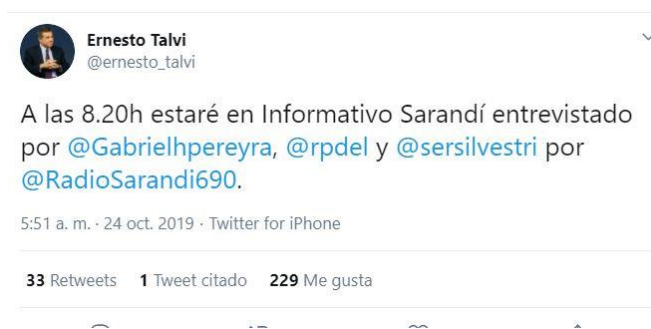 Ernesto Talvi
@ernesto_talvi
A las 8.20h estaré en Informativo Sarandí entrevistado
por @Gabrielhpereyra, @rpdel y @sersilvestri por
@RadioSarandi690.
5:51 a. m. · 24 oct. 2019 · Twitter for iPhone
33 Retweets 1 Tweet citado 229 Me gusta